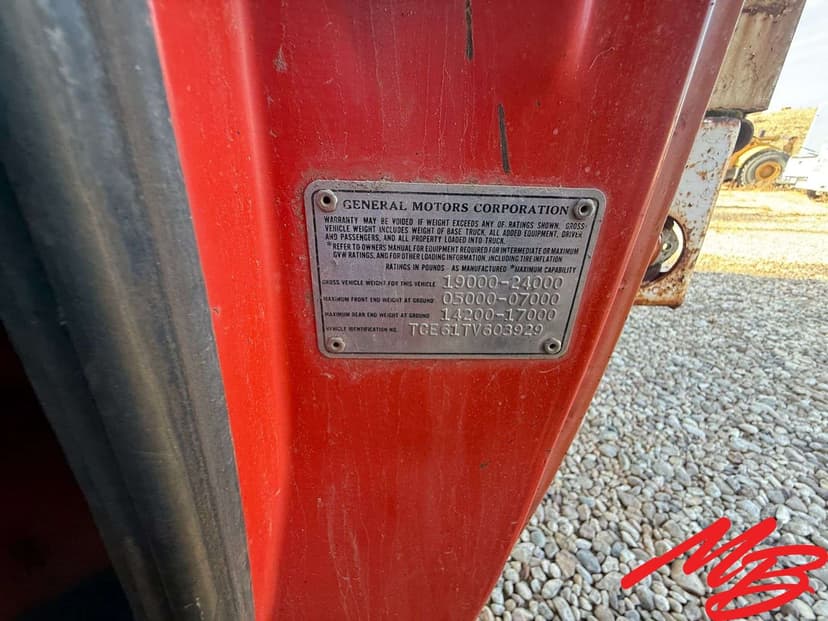 GENERAL MOTORS CORPORATION
WARRANTY MAY BE VOIDED IF WEIGHT EXCEEDS ANY OF RATINGS SHOWN. GROSS
VEHICLE WEIGHT INCLUDES WEIGHT OF BASE TRUCK, ALL ADDED EQUIPMENT, DRIVER
AND PASSENGERS, AND ALL PROPERTY LOADED INTO TRUCK.
*REFER TO OWNERS MANUAL FOR EQUIPMENT REQUIRED FOR INTERMEDIATE OR MAXIMUM
GVW RATINGS, AND FOR OTHER LOADING INFORMATION, INCLUDING TIRE INFLATION
RATINGS IN POUNDS - AS MANUFACTURED *MAXIMUM CAPABILITY
GROSS VEHICLE WEIGHT FOR THIS VEHICLE 19000-24000
MAXIMUM FRONT END WEIGHT AT GROUND 05000-07000
MAXIMUM REAR END WEIGHT AT GROUND 14200-17000
VEHICLE IDENTIFICATION NO. TCE61TV603929
MB